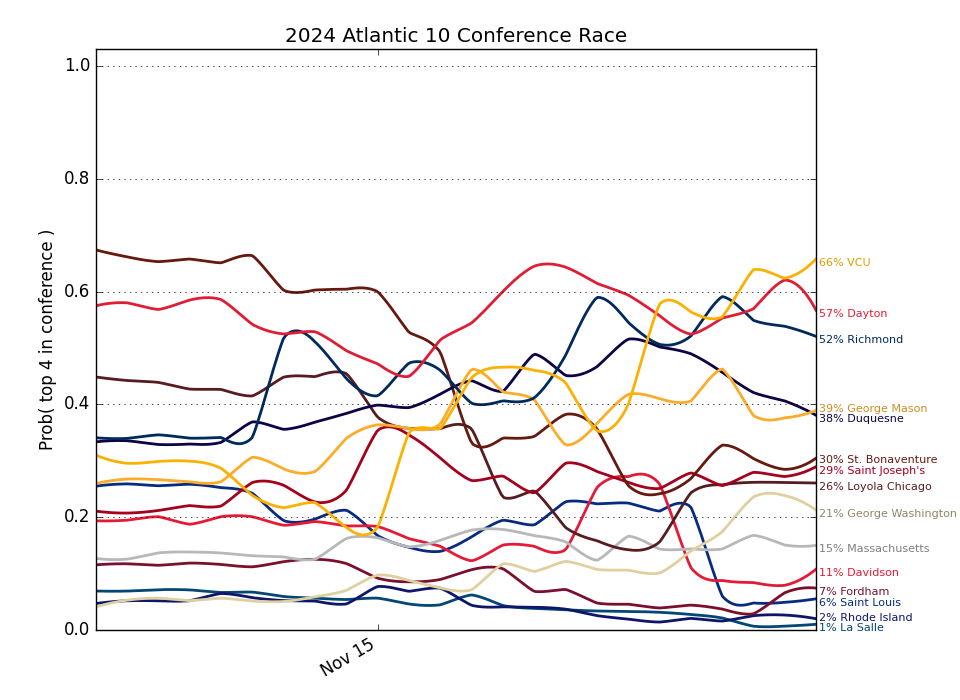 2024 Atlantic 10 Conference Race
1.0
0.8
0.6
0.4
0.2
0.0
Prob( top 4 in conference )
Nov 15
66% VCU
57% Dayton
52% Richmond
39% George Mason
38% Duquesne
30% St. Bonaventure
29% Saint Joseph's
26% Loyola Chicago
21% George Washington
15% Massachusetts
11% Davidson
7% Fordham
6% Saint Louis
2% Rhode Island
1% La Salle